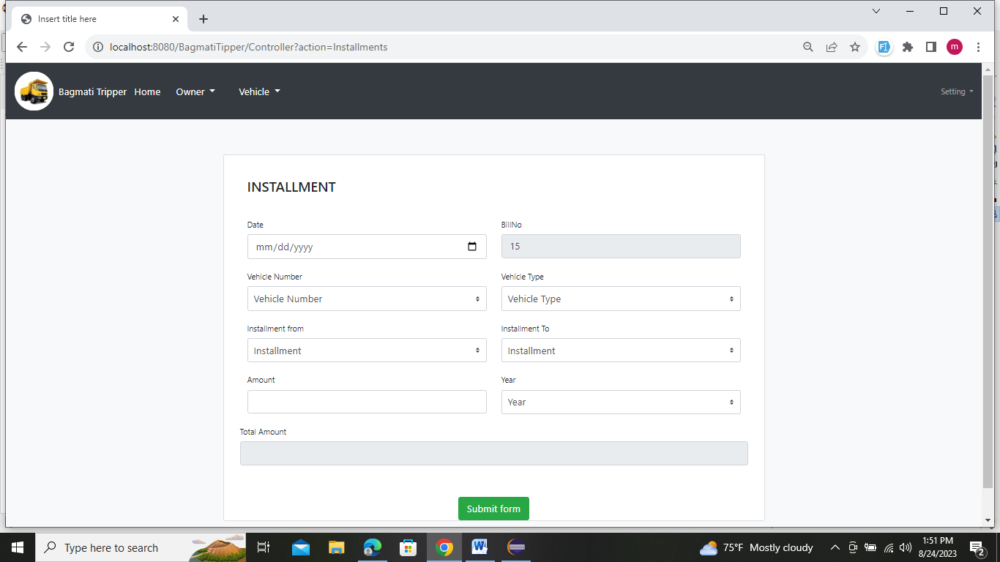 Insert title here
localhost:8080/BagmatiTipper/Controller?action=Installments
m
Bagmati Tripper Home Owner Vehicle Setting
INSTALLMENT
Date BillNo
mm/dd/yyyy 15
Vehicle Number Vehicle Type
Vehicle Number Vehicle Type
Installment from Installment To
Installment Installment
Amount Year
Year
Total Amount
Submit form
Type here to search 75°F Mostly cloudy 1:51 PM
8/24/2023
2